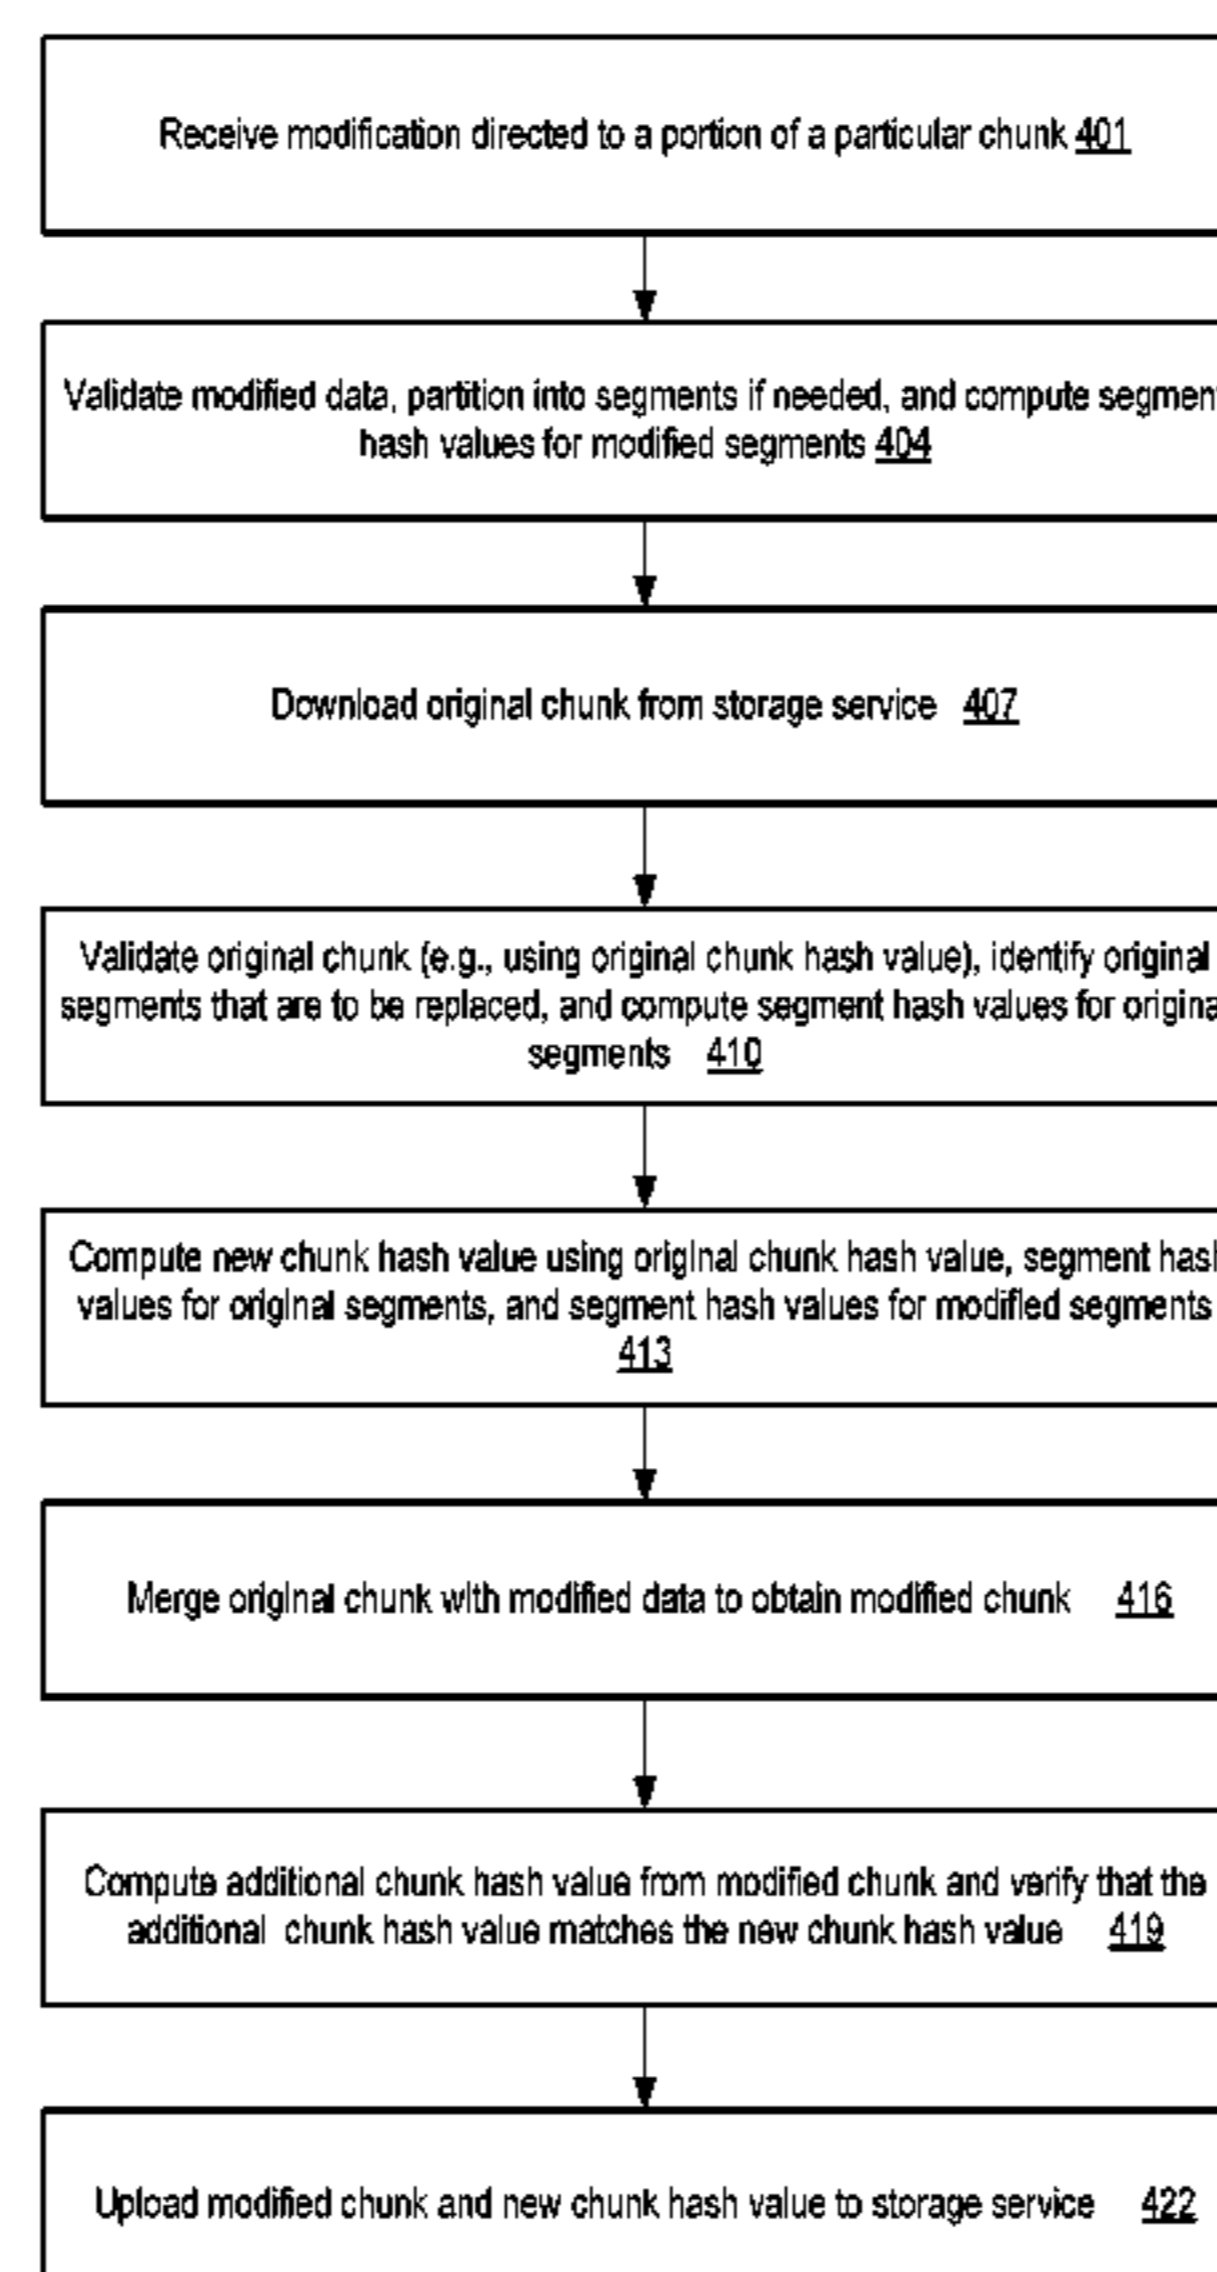 Receive modification directed to a portion of a particular chunk 401
Validate modified data, partition into segments if needed, and compute segment
hash values for modified segments 404
Download original chunk from storage service 407
Validate original chunk (e.g., using original chunk hash value), identify original
segments that are to be replaced, and compute segment hash values for original
segments 410
Compute new chunk hash value using original chunk hash value, segment hash
values for original segments, and segment hash values for modified segments
413
Merge original chunk with modified data to obtain modified chunk 416
Compute additional chunk hash value from modified chunk and verify that the
additional chunk hash value matches the new chunk hash value 419
Upload modified chunk and new chunk hash value to storage service 422